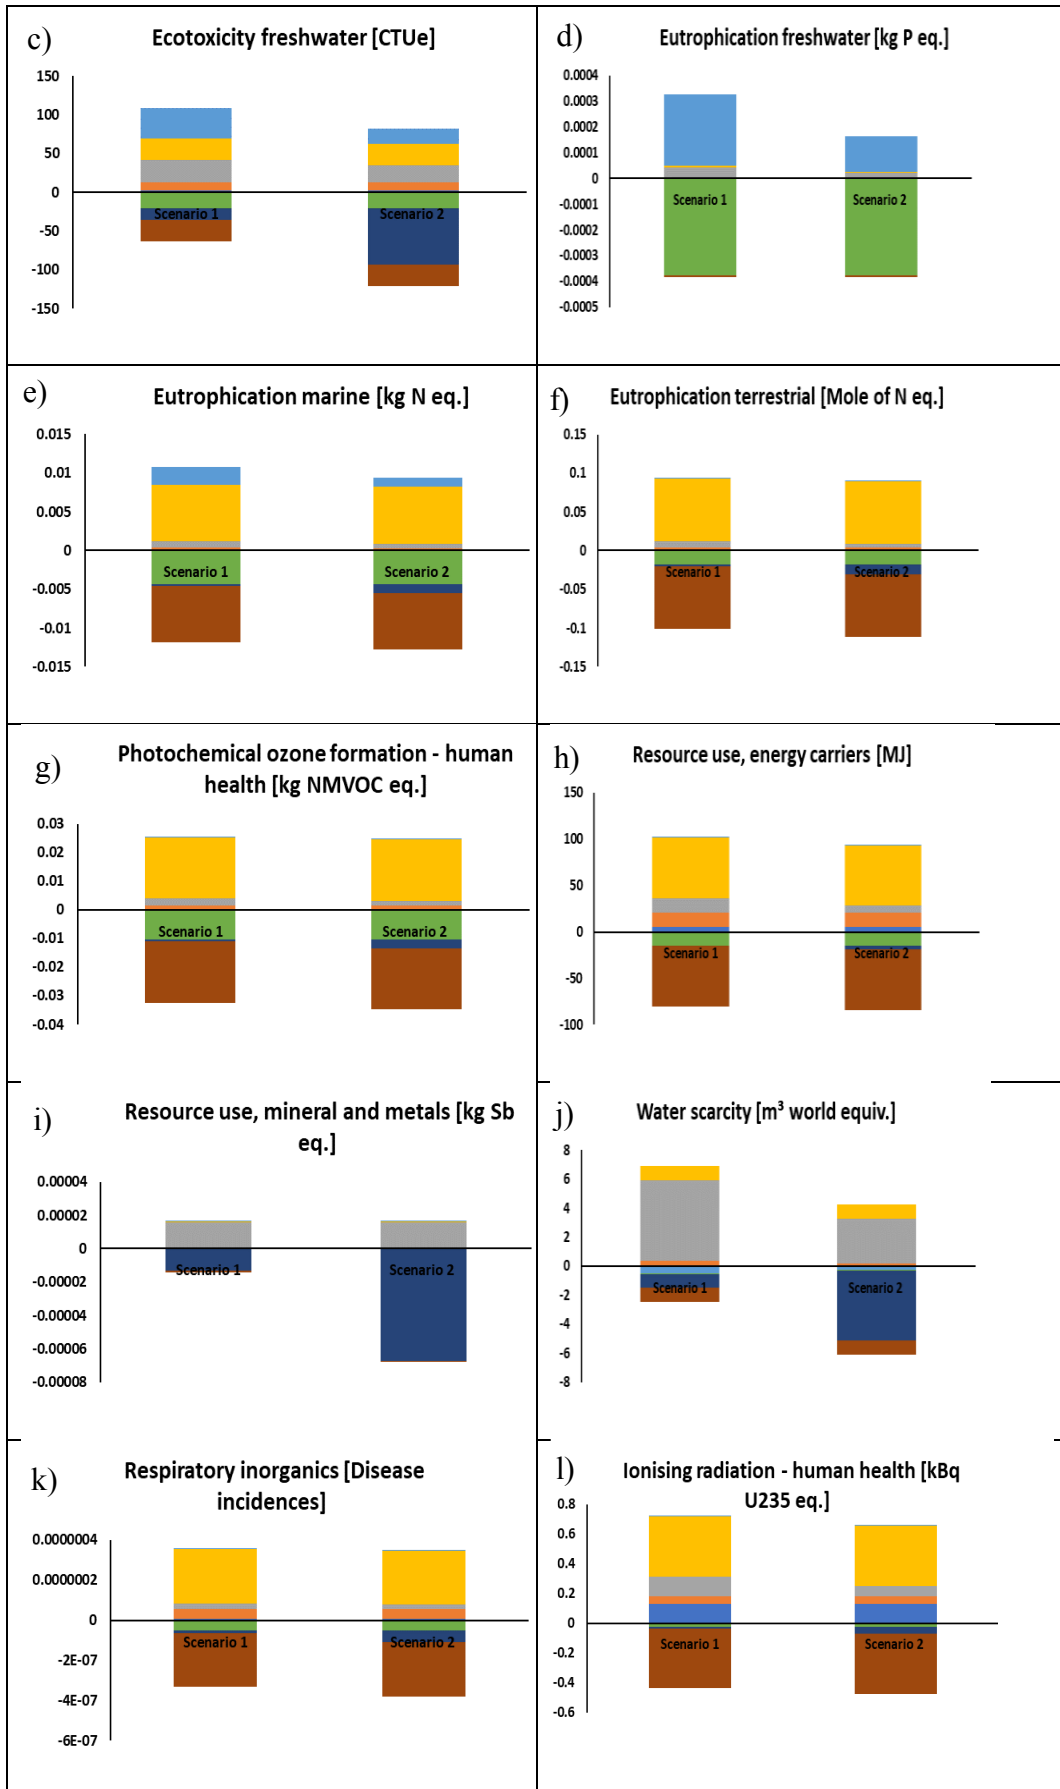 c)
Ecotoxicity freshwater [CTUe]
150
100
50
0
-50
-100
-150
Scenario 1
Scenario 2
d)
Eutrophication freshwater [kg P eq.]
0.0004
0.0003
0.0002
0.0001
0
-0.0001
-0.0002
-0.0003
-0.0004
-0.0005
Scenario 1
Scenario 2
e)
Eutrophication marine [kg N eq.]
0.015
0.01
0.005
0
-0.005
-0.01
-0.015
Scenario 1
Scenario 2
f)
Eutrophication terrestrial [Mole of N eq.]
0.15
0.1
0.05
0
-0.05
-0.1
-0.15
Scenario 1
Scenario 2
g)
Photochemical ozone formation - human
health [kg NMVOC eq.]
0.03
0.02
0.01
0
-0.01
-0.02
-0.03
-0.04
Scenario 1
Scenario 2
h)
Resource use, energy carriers [MJ]
150
100
50
0
-50
-100
Scenario 1
Scenario 2
i)
Resource use, mineral and metals [kg Sb
eq.]
0.00004
0.00002
0
-0.00002
-0.00004
-0.00006
-0.00008
Scenario 1
Scenario 2
j)
Water scarcity [m³ world equiv.]
8
6
4
2
0
-2
-4
-6
-8
Scenario 1
Scenario 2
k)
Respiratory inorganics [Disease
incidences]
0.0000004
0.0000002
0
-2E-07
-4E-07
-6E-07
Scenario 1
Scenario 2
l)
Ionising radiation - human health [kBq
U235 eq.]
0.8
0.6
0.4
0.2
0
-0.2
-0.4
-0.6
Scenario 1
Scenario 2